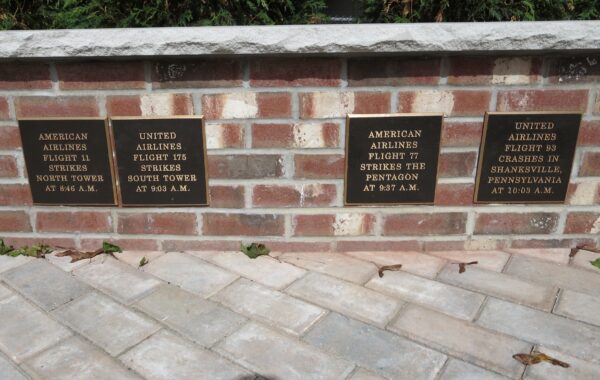 AMERICAN
AIRLINES
FLIGHT 11
STRIKES
NORTH TOWER
AT 8:46 A.M.
UNITED
AIRLINES
FLIGHT 175
STRIKES
SOUTH TOWER
AT 9:03 A.M.
AMERICAN
AIRLINES
FLIGHT 77
STRIKES THE
PENTAGON
AT 9:37 A.M.
UNITED
AIRLINES
FLIGHT 93
CRASHES IN
SHANKSVILLE,
PENNSYLVANIA
AT 10:03 A.M.